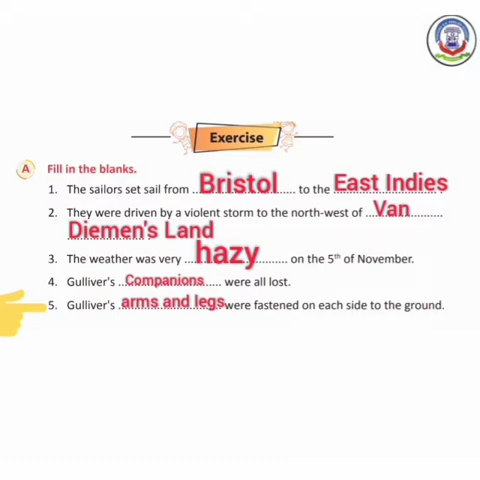 Exercise
A Fill in the blanks.
1. The sailors set sail from ..Bristol.. to the East Indies.
2. They were driven by a violent storm to the north-west of ......Van..........
Diemen's Land.
3. The weather was very ...hazy......... on the 5th of November.
4. Gulliver's ...Companions...... were all lost.
5. Gulliver's arms and legs were fastened on each side to the ground.